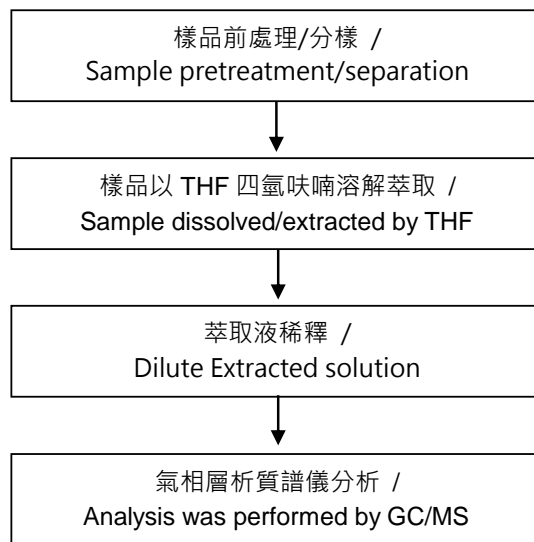 樣品前處理/分樣 /
Sample pretreatment/separation
樣品以 THF 四氫呋喃溶解萃取 /
Sample dissolved/extracted by THF
萃取液稀釋 /
Dilute Extracted solution
氣相層析質譜儀分析 /
Analysis was performed by GC/MS